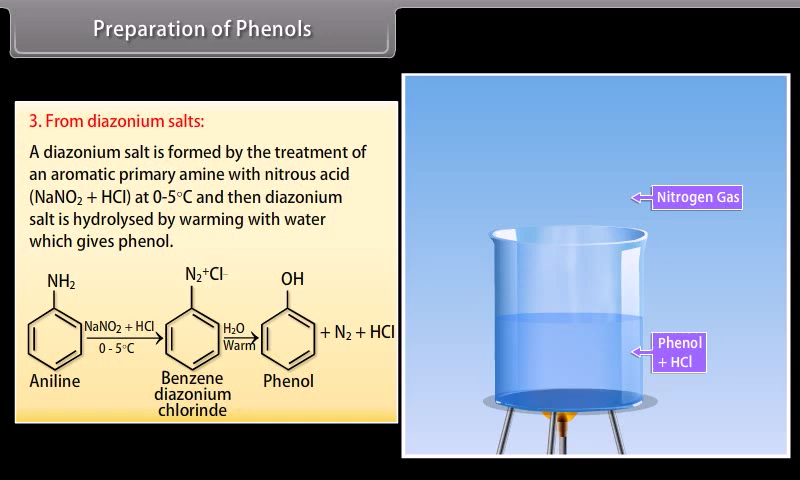 Preparation of Phenols
3. From diazonium salts:
A diazonium salt is formed by the treatment of
an aromatic primary amine with nitrous acid
(NaNO₂ + HCl) at 0-5°C and then diazonium
salt is hydrolysed by warming with water
which gives phenol.
NH₂
N₂⁺Cl⁻
OH
NaNO₂ + HCl
0 - 5°C
H₂O
Warm
+ N₂ + HCl
Aniline
Benzene
diazonium
chlorinde
Phenol
Nitrogen Gas
Phenol
+ HCl